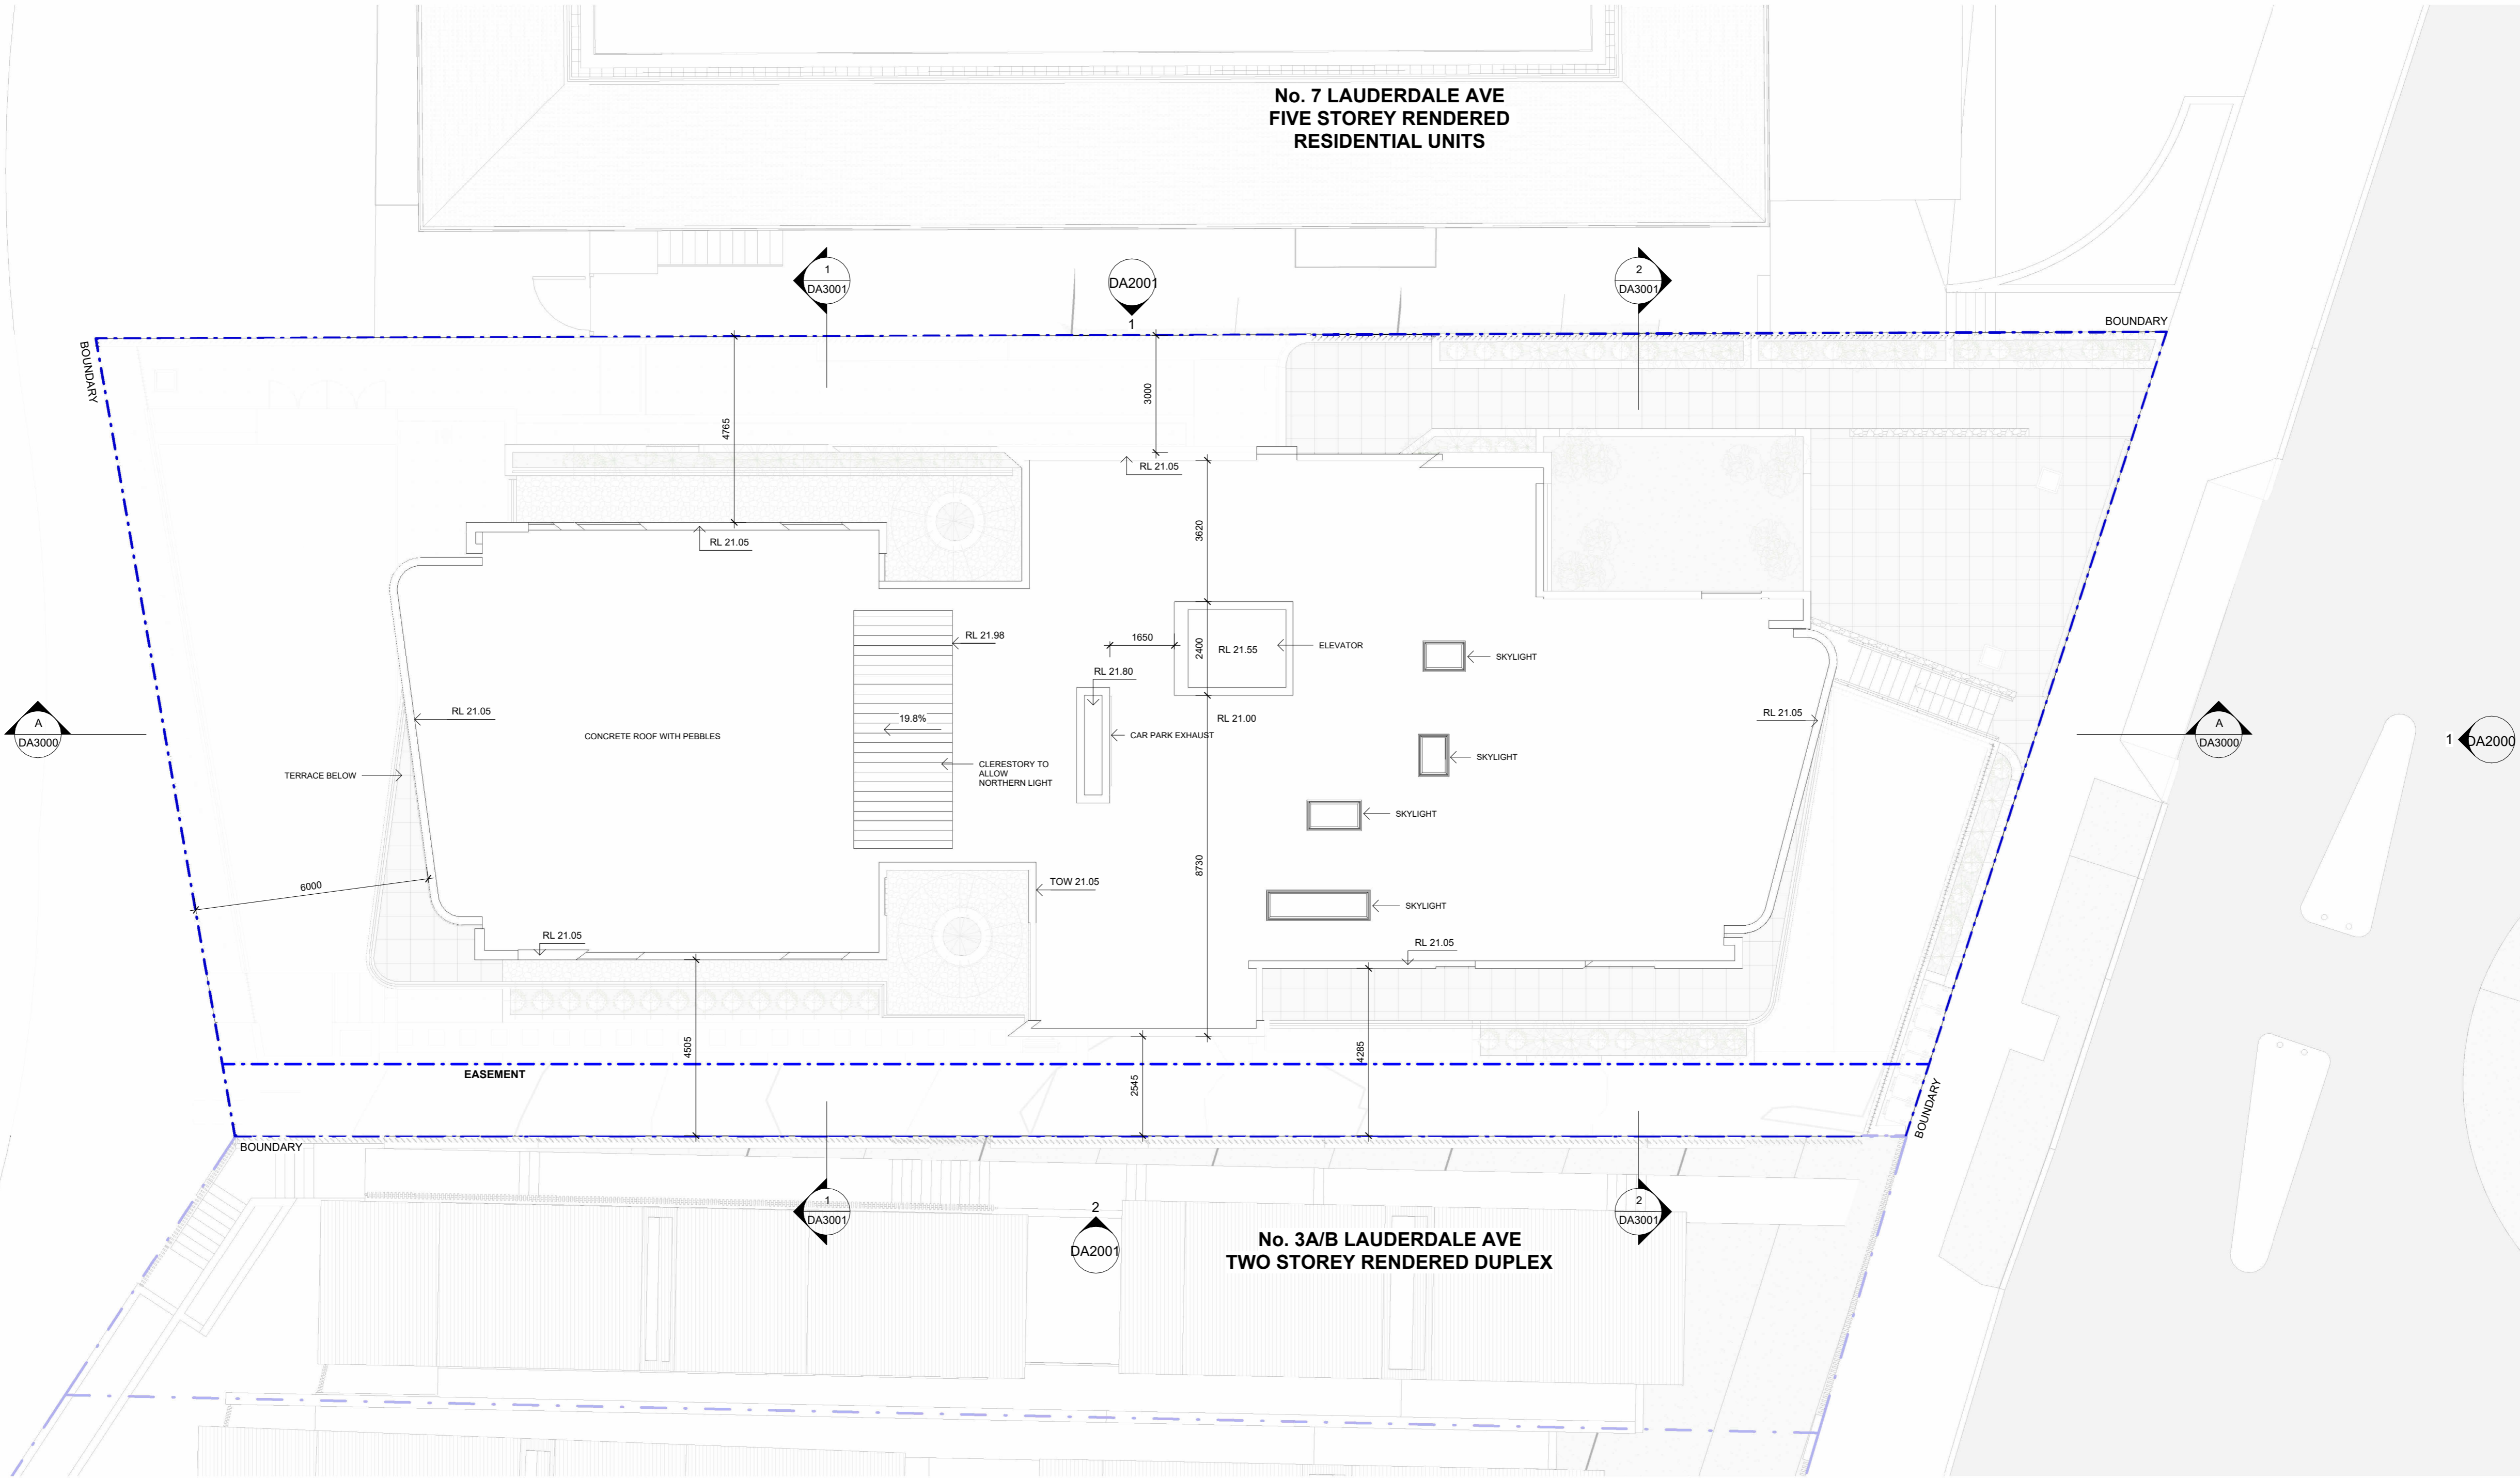 No. 7 LAUDERDALE AVE
FIVE STOREY RENDERED
RESIDENTIAL UNITS
1
DA3001
DA2001
1
2
DA3001
BOUNDARY
BOUNDARY
4765
3000
RL 21.05
RL 21.05
3620
RL 21.98
1650
2400
RL 21.55
ELEVATOR
SKYLIGHT
RL 21.80
RL 21.05
19.8%
RL 21.00
RL 21.05
A
DA3000
CONCRETE ROOF WITH PEBBLES
CAR PARK EXHAUST
A
DA3000
1
DA2000
TERRACE BELOW
CLERESTORY TO
ALLOW
NORTHERN LIGHT
SKYLIGHT
SKYLIGHT
8730
6000
TOW 21.05
SKYLIGHT
RL 21.05
RL 21.05
4505
4285
EASEMENT
2545
BOUNDARY
BOUNDARY
1
DA3001
2
DA2001
2
DA3001
No. 3A/B LAUDERDALE AVE
TWO STOREY RENDERED DUPLEX